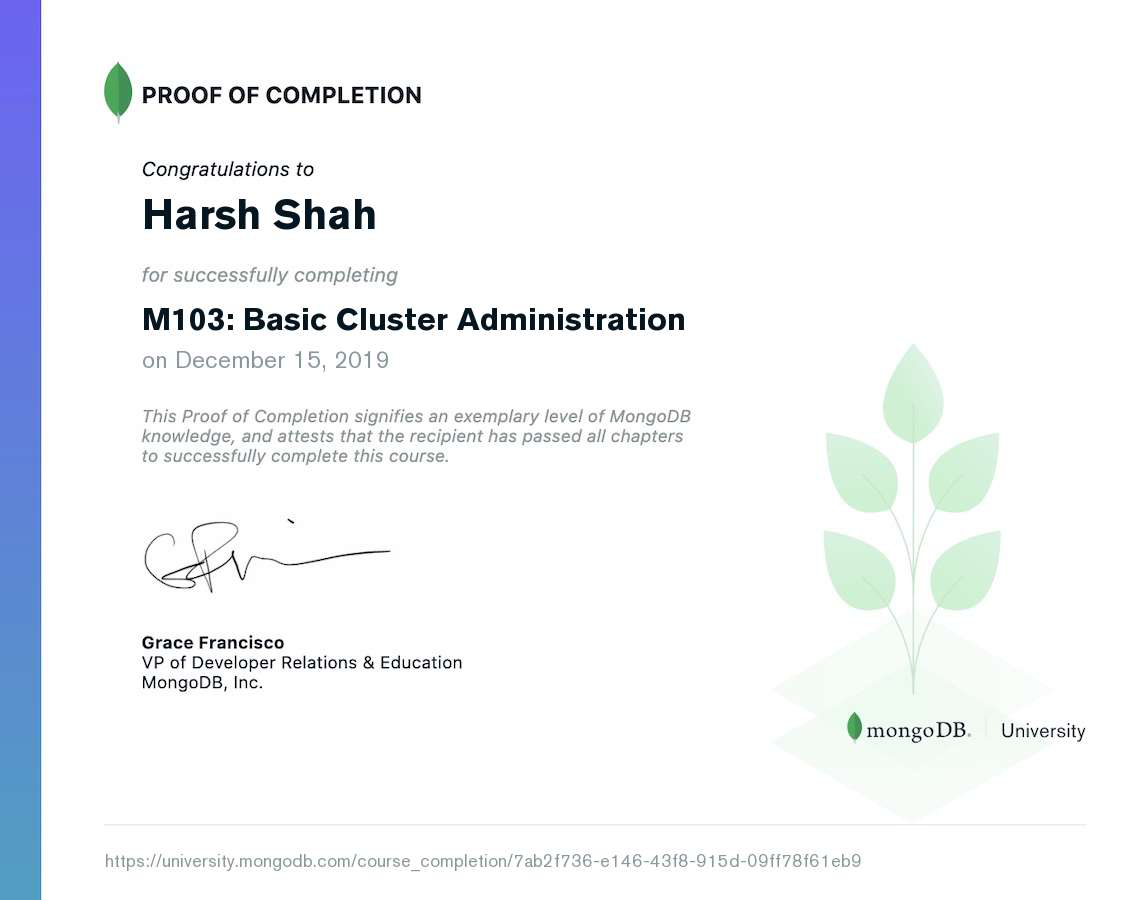 PROOF OF COMPLETION
Congratulations to
Harsh Shah
for successfully completing
M103: Basic Cluster Administration
on December 15, 2019
This Proof of Completion signifies an exemplary level of MongoDB
knowledge, and attests that the recipient has passed all chapters
to successfully complete this course.
Grace Francisco
VP of Developer Relations & Education
MongoDB, Inc.
mongoDB. University
https://university.mongodb.com/course_completion/7ab2f736-e146-43f8-915d-09ff78f61eb9